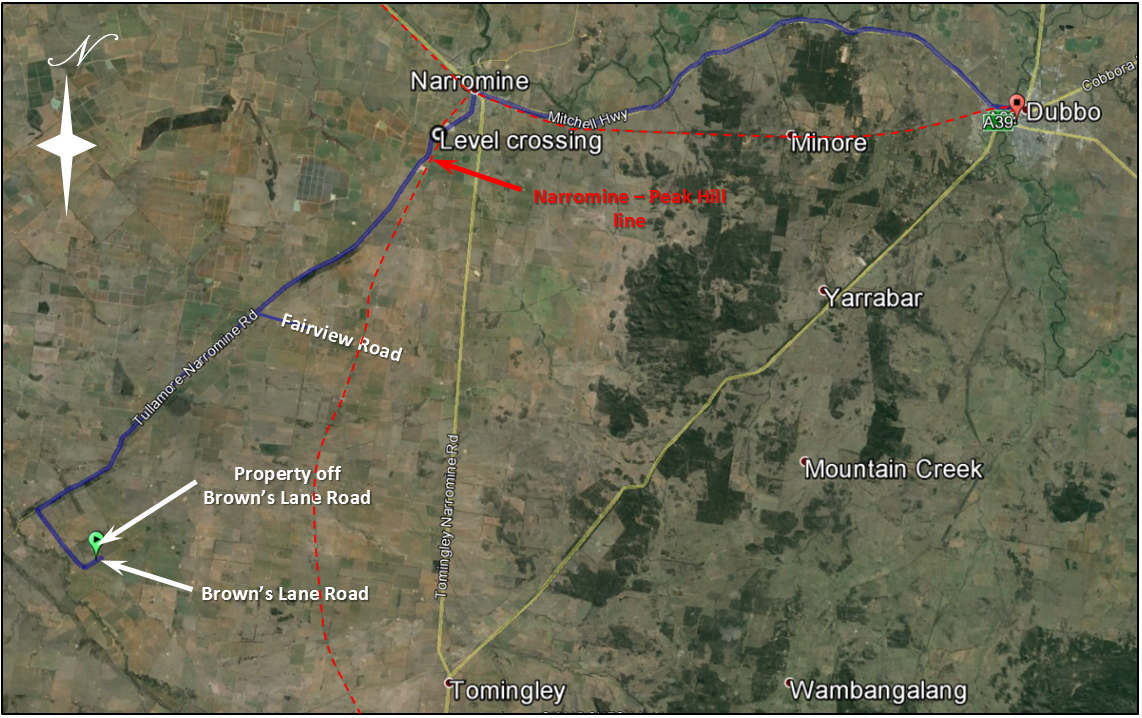 N
Narromine
Cobbora
Mitchell Hwy
A39
Dubbo
Level crossing
Minore
Narromine – Peak Hill
line
Yarrabar
Fairview Road
Tullamore-Narromine Rd
Property off
Brown's Lane Road
Mountain Creek
Tomingley Narromine Rd
Brown's Lane Road
Tomingley
Wambangalang